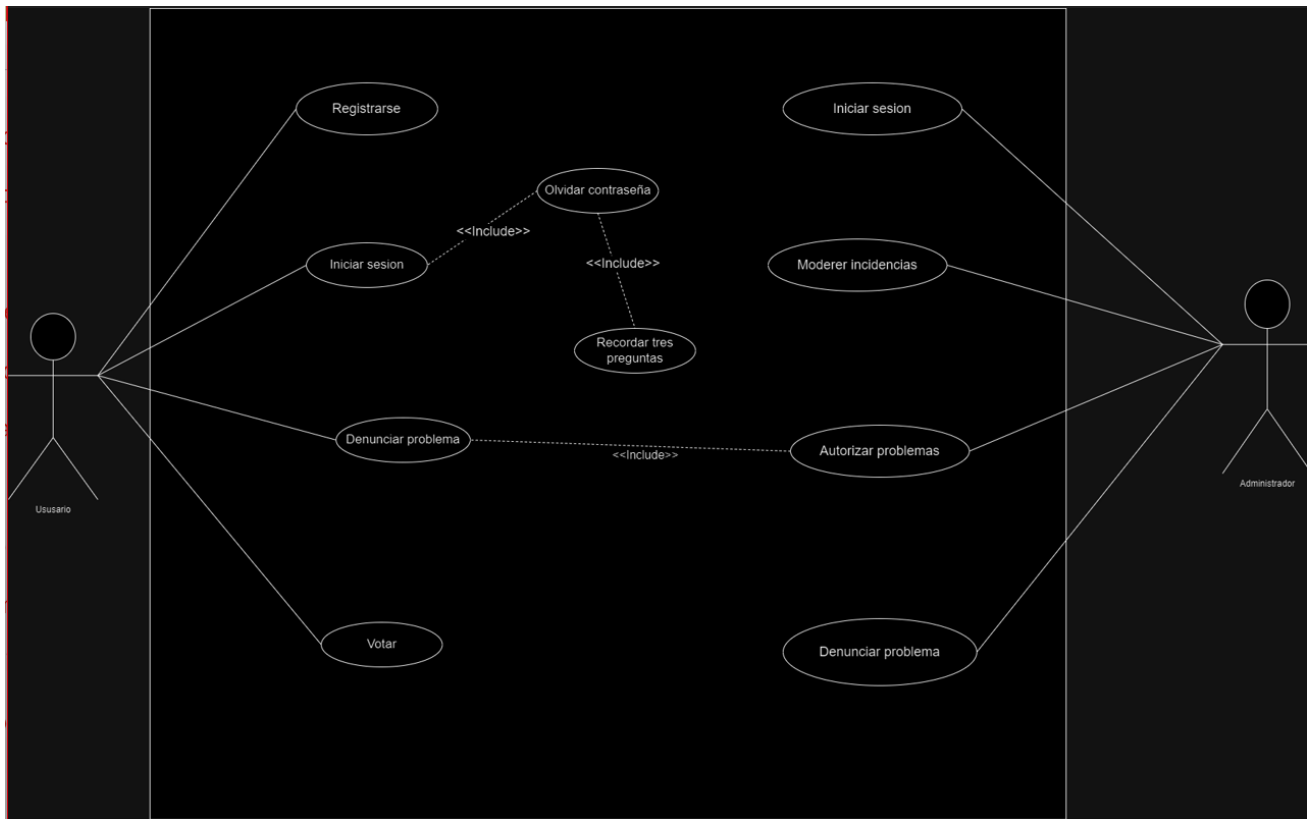 Registrarse
Iniciar sesion
Olvidar contraseña
<<Include>>
Iniciar sesion
<<Include>>
Moderer incidencias
Recordar tres
preguntas
Denunciar problema
<<Include>>
Autorizar problemas
Ususario
Administrador
Votar
Denunciar problema